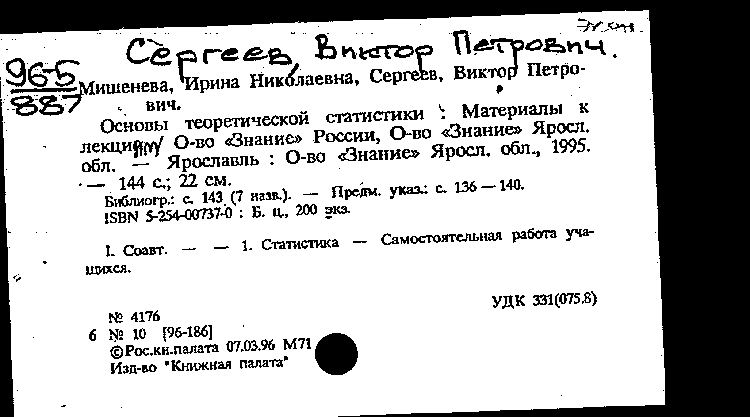 Сергеев, Виктор Петрович.
96-5
887
Мишенева, Ирина Николаевна, Сергеев, Виктор Петро-
вич.
Основы теоретической статистики : Материалы к
лекциям / О-во «Знание» России, О-во «Знание» Яросл.
обл. — Ярославль : О-во «Знание» Яросл. обл., 1995.
— 144 с.; 22 см.
Библиогр.: с. 143 (7 назв.). — Предм. указ.: с. 136 — 140.
ISBN 5-254-00737-0 : Б. ц., 200 экз.
I. Соавт. — — 1. Статистика — Самостоятельная работа уча-
щихся.
УДК 331(075.8)
№ 4176
6 № 10 [96-186]
©Рос.кн.палата 07.03.96 М71
Изд-во "Книжная палата"